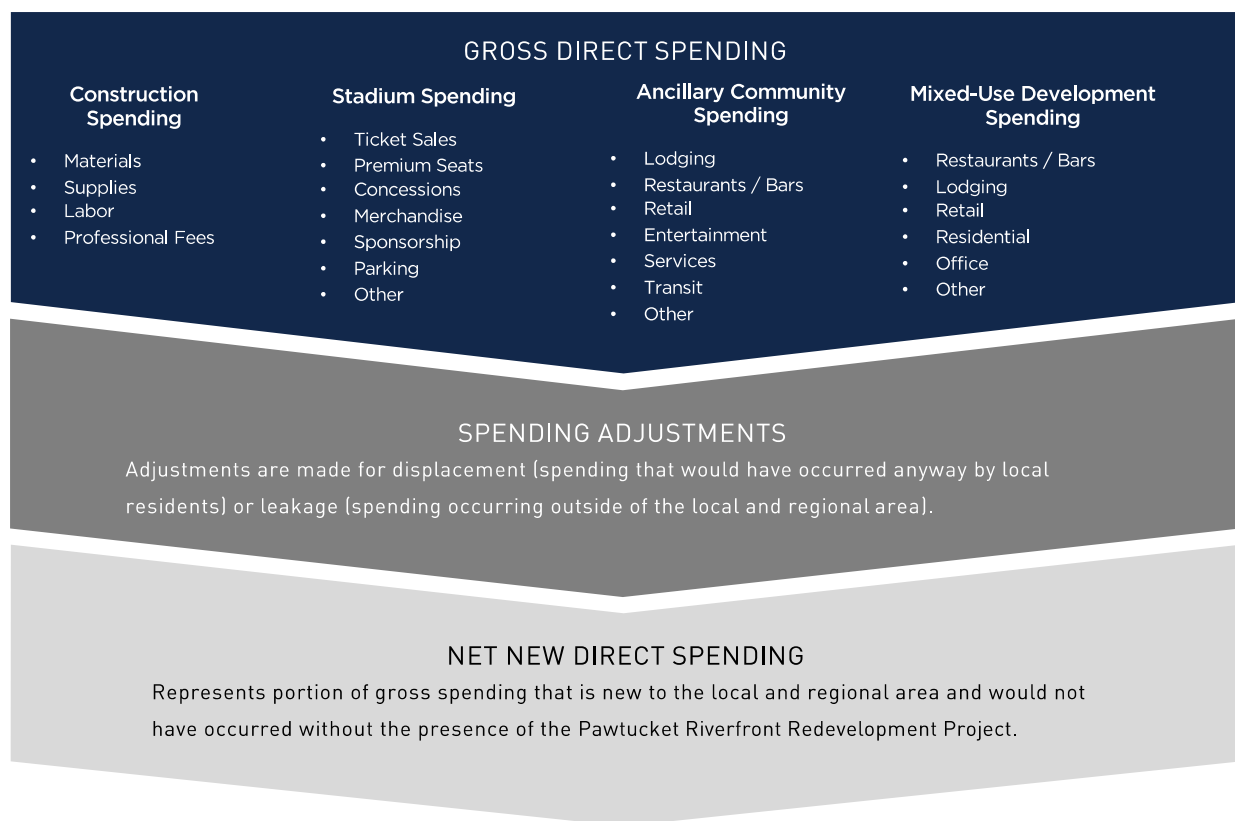 GROSS DIRECT SPENDING
Construction
Spending
• Materials
• Supplies
• Labor
• Professional Fees
Stadium Spending
• Ticket Sales
• Premium Seats
• Concessions
• Merchandise
• Sponsorship
• Parking
• Other
Ancillary Community
Spending
• Lodging
• Restaurants / Bars
• Retail
• Entertainment
• Services
• Transit
• Other
Mixed-Use Development
Spending
• Restaurants / Bars
• Lodging
• Retail
• Residential
• Office
• Other
SPENDING ADJUSTMENTS
Adjustments are made for displacement (spending that would have occurred anyway by local
residents) or leakage (spending occurring outside of the local and regional area).
NET NEW DIRECT SPENDING
Represents portion of gross spending that is new to the local and regional area and would not
have occurred without the presence of the Pawtucket Riverfront Redevelopment Project.